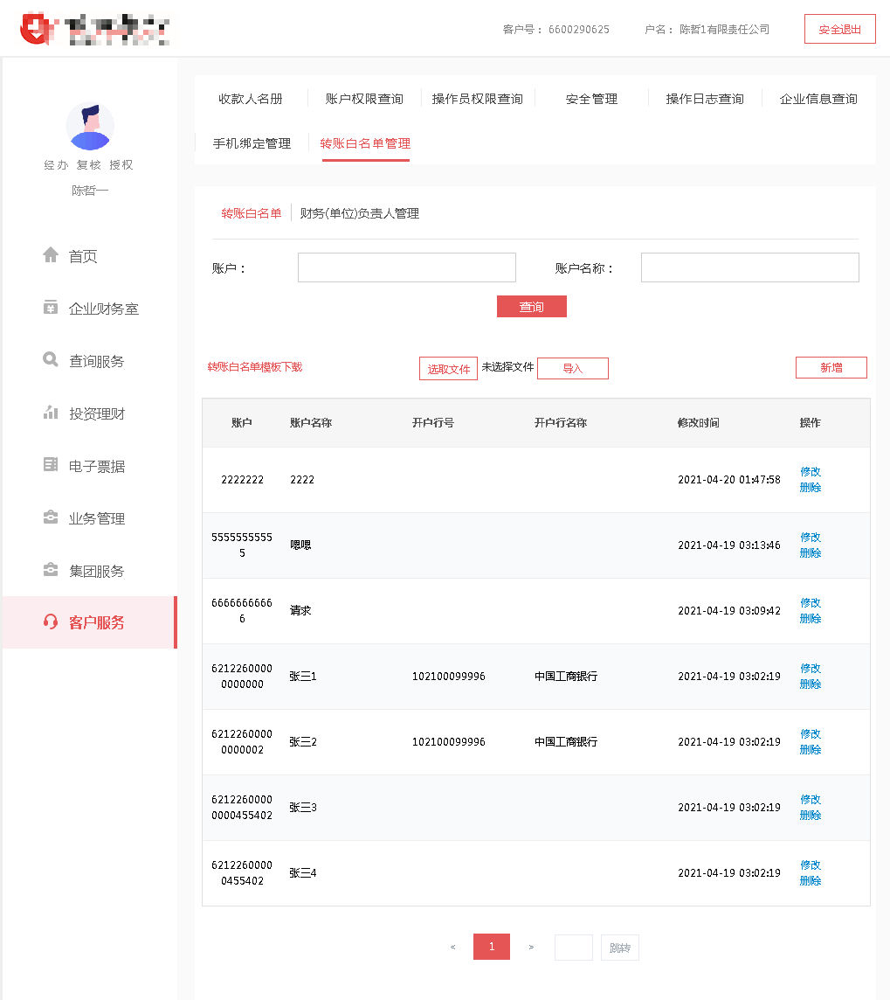 客户号： 6600290625 户名： 陈哲1有限责任公司 安全退出
收款人名册 账户权限查询 操作员权限查询 安全管理 操作日志查询 企业信息查询
手机绑定管理 转账白名单管理
经办 复核 授权
陈哲一
首页
企业财务室
查询服务
投资理财
电子票据
业务管理
集团服务
客户服务
转账白名单 财务(单位)负责人管理
账户： 账户名称：
查询
转账白名单模板下载 选取文件 未选择文件 导入 新增
账户 账户名称 开户行号 开户行名称 修改时间 操作
2222222 2222 2021-04-20 01:47:58 修改
删除
5555555555
5 嗯嗯 2021-04-19 03:13:46 修改
删除
6666666666
6 请求 2021-04-19 03:09:42 修改
删除
6212260000
0000000 张三1 102100099996 中国工商银行 2021-04-19 03:02:19 修改
删除
6212260000
0000002 张三2 102100099996 中国工商银行 2021-04-19 03:02:19 修改
删除
6212260000
0000455402 张三3 2021-04-19 03:02:19 修改
删除
6212260000
0455402 张三4 2021-04-19 03:02:19 修改
删除
< 1 > 跳转